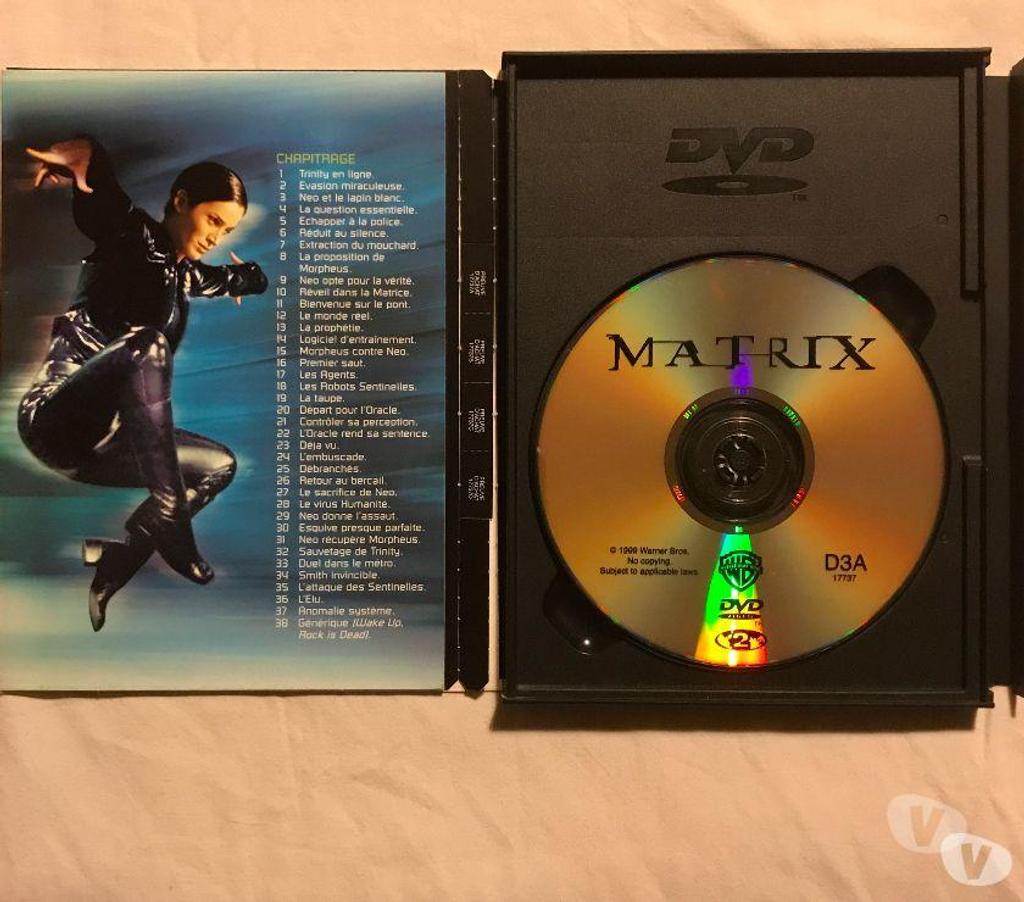 CHAPITRAGE
1 Trinity en ligne.
2 Evasion miraculeuse.
3 Neo et le lapin blanc.
4 La question essentielle.
5 Echapper à la police.
6 Réduit au silence.
7 Extraction du mouchard.
8 La proposition de
Morpheus.
9 Neo opte pour la vérité.
10 Réveil dans la Matrice.
11 Bienvenue sur le pont.
12 Le monde réel.
13 La prophétie.
14 Logiciel d'entraînement.
15 Morpheus contre Neo.
16 Premier saut.
17 Les Agents.
18 Les Robots Sentinelles.
19 La taupe.
20 Départ pour l'Oracle.
21 Contrôler sa perception.
22 L'Oracle rend sa sentence.
23 Déja vu.
24 L'embuscade.
25 Débranchés.
26 Retour au bercail.
27 Le sacrifice de Neo.
28 Le virus Humanité.
29 Neo donne l'assaut.
30 Esquive presque parfaite.
31 Neo récupère Morpheus.
32 Sauvetage de Trinity.
33 Duel dans le métro.
34 Smith invincible.
35 L'attaque des Sentinelles.
36 L'Elu.
37 Anomalie système.
38 Générique (Wake Up,
Rock is Dead).
DVD
MATRIX
© 1999 Warner Bros.
No copying.
Subject to applicable laws.
D3A
17737
WB
DVD
VIDEO
2
V
V